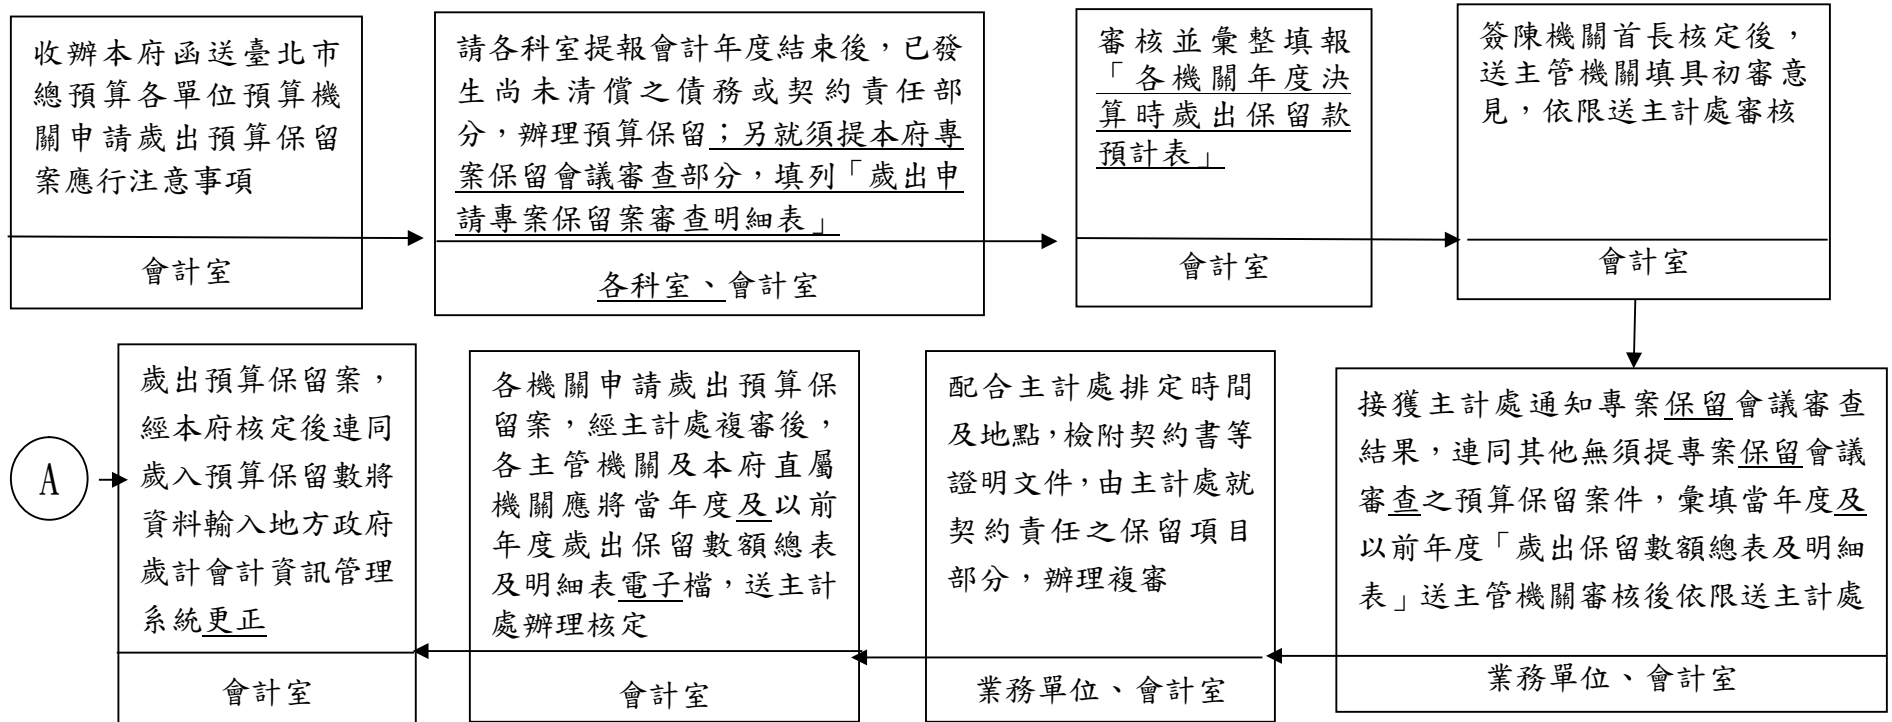 收辦本府函送臺北市
總預算各單位預算機
關申請歲出預算保留
案應行注意事項
會計室
請各科室提報會計年度結束後，已發
生尚未清償之債務或契約責任部
分，辦理預算保留；另就須提本府專
案保留會議審查部分，填列「歲出申
請專案保留案審查明細表」
各科室、會計室
審核並彙整填報
「各機關年度決
算時歲出保留款
預計表」
會計室
簽陳機關首長核定後，
送主管機關填具初審意
見，依限送主計處審核
會計室
接獲主計處通知專案保留會議審查
結果，連同其他無須提專案保留會議
審查之預算保留案件，彙填當年度及
以前年度「歲出保留數額總表及明細
表」送主管機關審核後依限送主計處
業務單位、會計室
配合主計處排定時間
及地點，檢附契約書等
證明文件，由主計處就
契約責任之保留項目
部分，辦理複審
業務單位、會計室
各機關申請歲出預算保
留案，經主計處複審後，
各主管機關及本府直屬
機關應將當年度及以前
年度歲出保留數額總表
及明細表電子檔，送主計
處辦理核定
會計室
歲出預算保留案，
經本府核定後連同
歲入預算保留數將
資料輸入地方政府
歲計會計資訊管理
系統更正
會計室
A